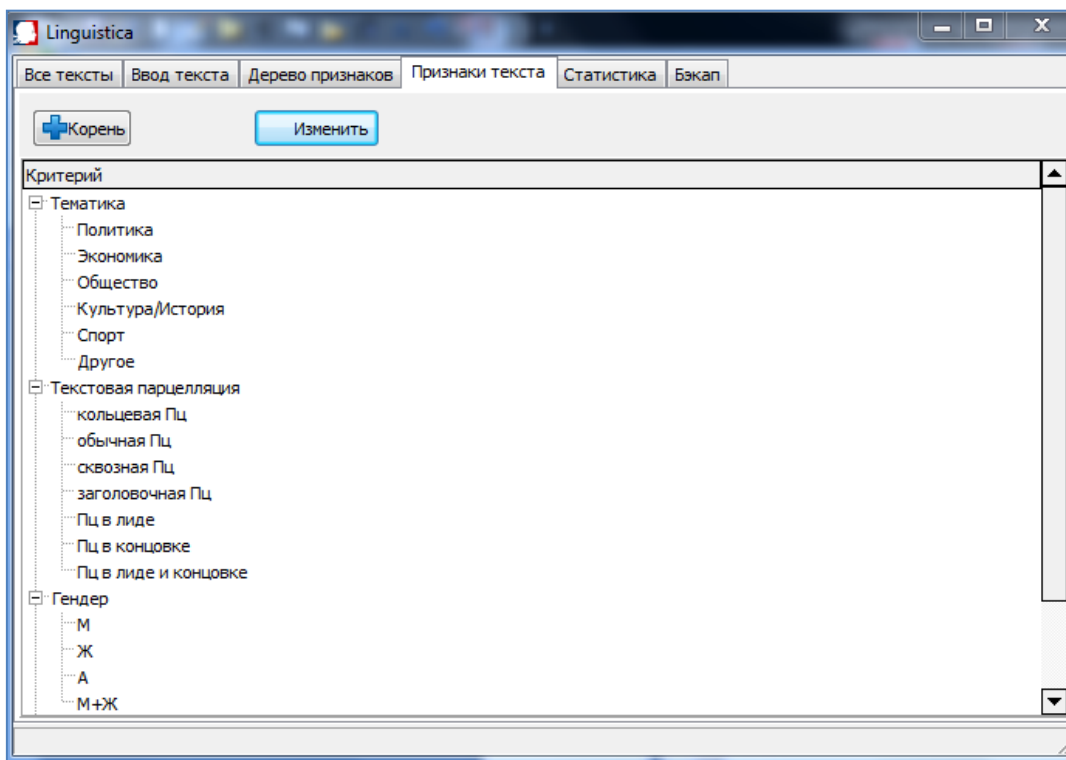 Linguistica
Все тексты Ввод текста Дерево признаков Признаки текста Статистика Бэкап
Корень Изменить
Критерий
Тематика
Политика
Экономика
Общество
Культура/История
Спорт
Другое
Текстовая парцелляция
кольцевая Пц
обычная Пц
сквозная Пц
заголовочная Пц
Пц в лиде
Пц в концовке
Пц в лиде и концовке
Гендер
М
Ж
А
М+Ж